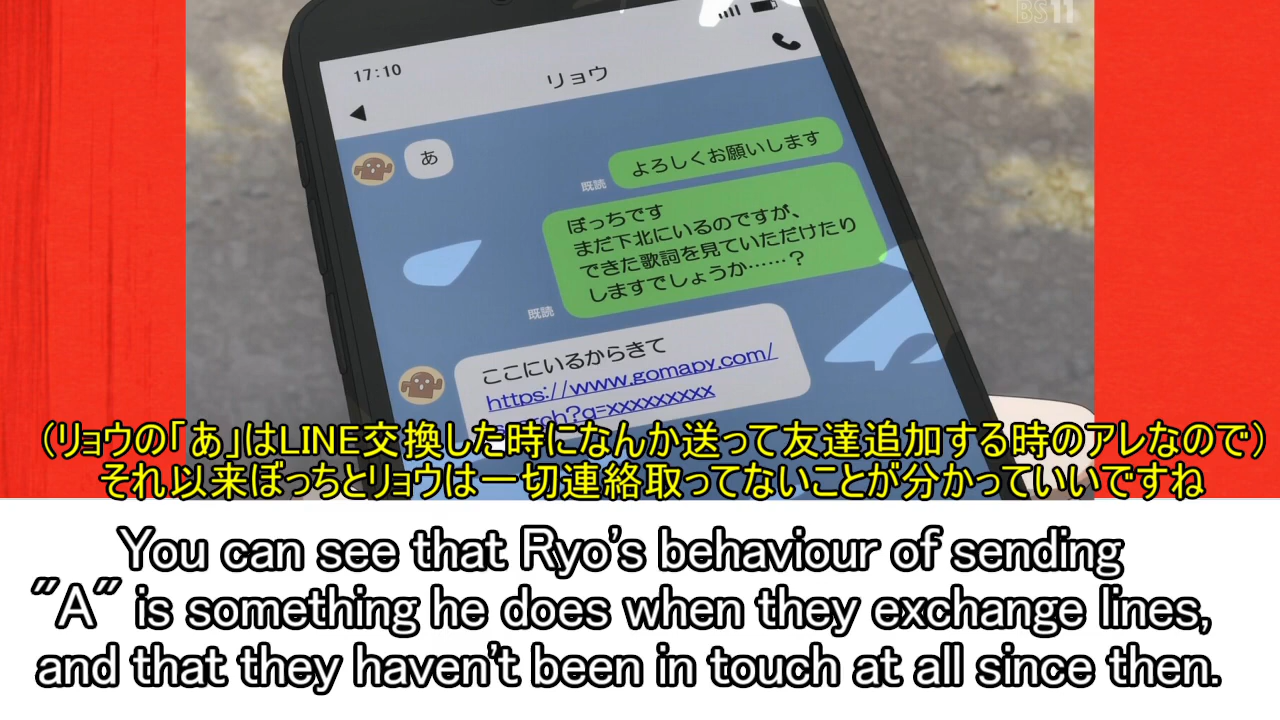 BS11
17:10
リョウ
あ
よろしくお願いします
既読
ぼっちです
まだ下北にいるのですが、
できた歌詞を見ていただけたり
しますでしょうか……？
既読
ここにいるからきて
https://www.gomapy.com/
search?q=xxxxxxxxx
（リョウの「あ」はLINE交換した時になんか送って友達追加する時のアレなので）
それ以来ぼっちとリョウは一切連絡取ってないことが分かっていいですね
You can see that Ryo's behaviour of sending
"A" is something he does when they exchange lines,
and that they haven't been in touch at all since then.